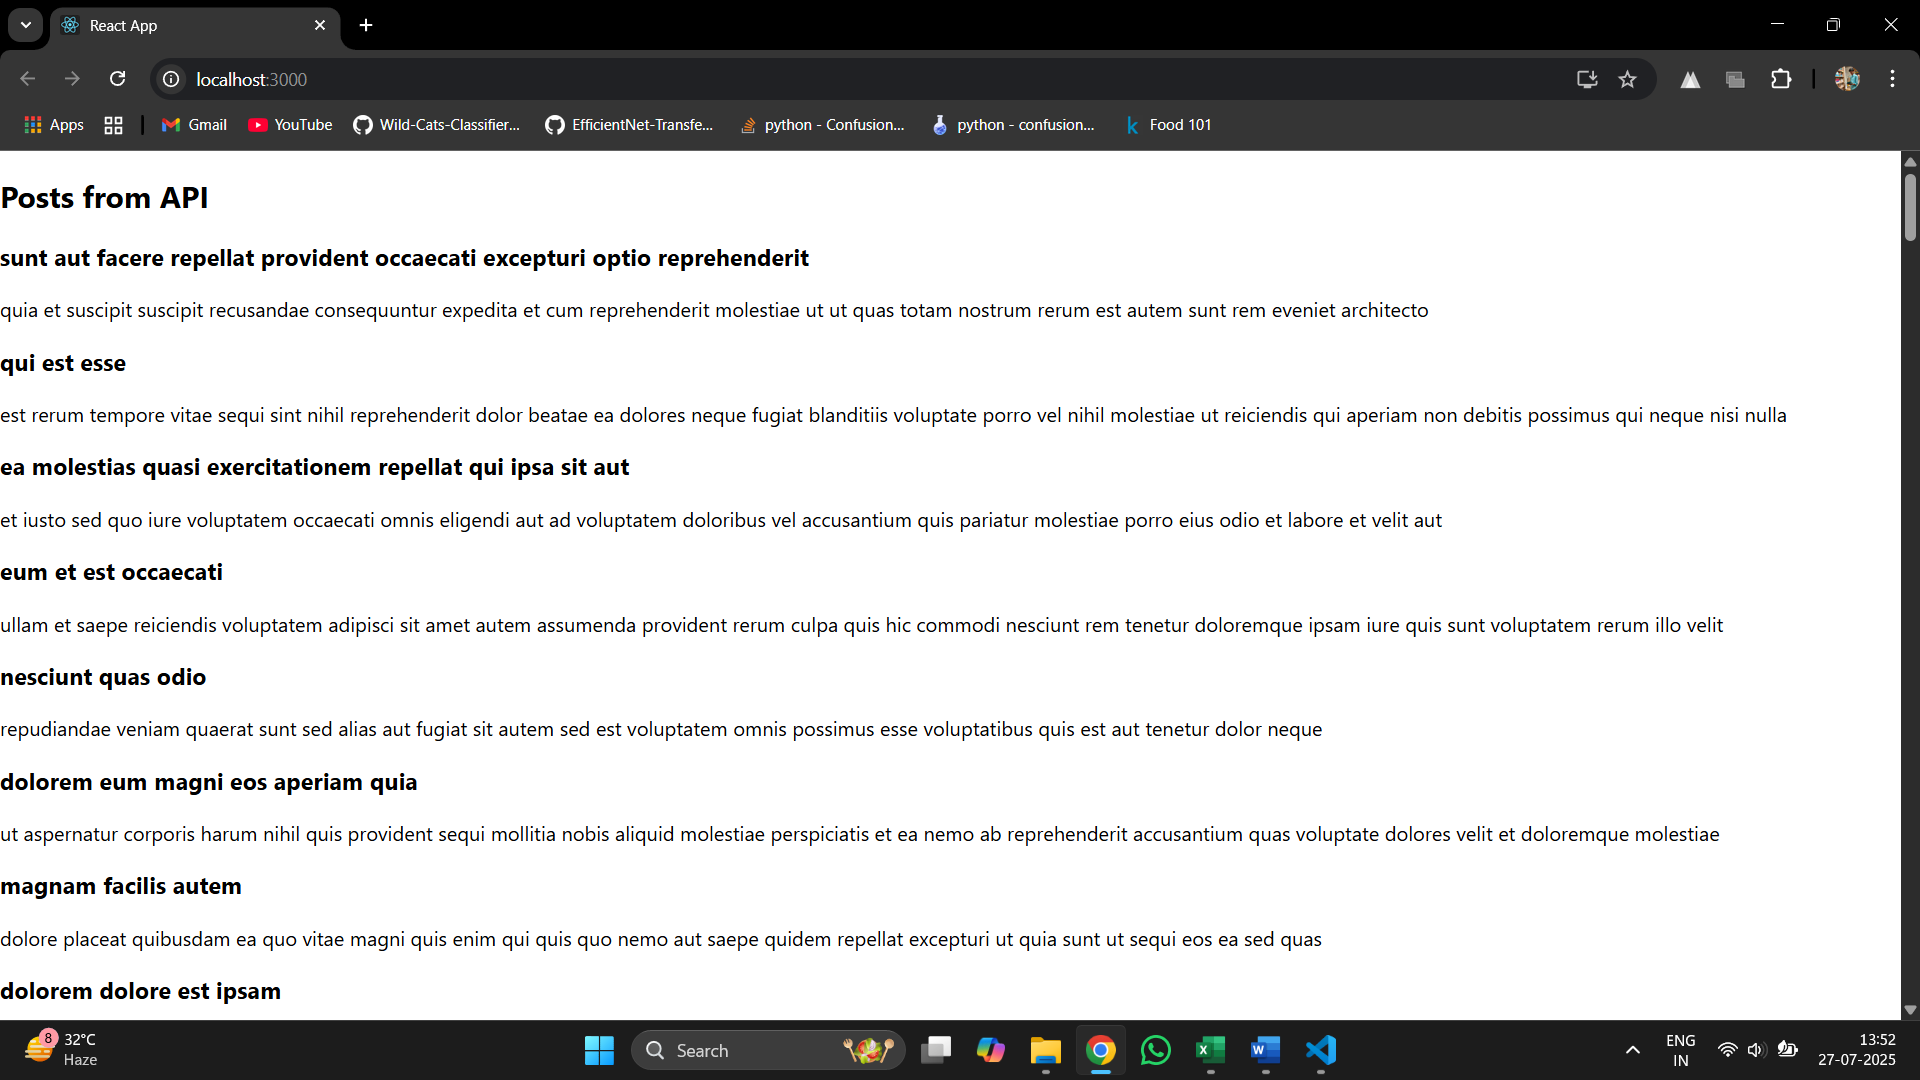 React App
localhost:3000
Apps
Gmail
YouTube
Wild-Cats-Classifier...
EfficientNet-Transfe...
python - Confusion...
python - confusion...
Food 101
Posts from API
sunt aut facere repellat provident occaecati excepturi optio reprehenderit
quia et suscipit suscipit recusandae consequuntur expedita et cum reprehenderit molestiae ut ut quas totam nostrum rerum est autem sunt rem eveniet architecto
qui est esse
est rerum tempore vitae sequi sint nihil reprehenderit dolor beatae ea dolores neque fugiat blanditiis voluptate porro vel nihil molestiae ut reiciendis qui aperiam non debitis possimus qui neque nisi nulla
ea molestias quasi exercitationem repellat qui ipsa sit aut
et iusto sed quo iure voluptatem occaecati omnis eligendi aut ad voluptatem doloribus vel accusantium quis pariatur molestiae porro eius odio et labore et velit aut
eum et est occaecati
ullam et saepe reiciendis voluptatem adipisci sit amet autem assumenda provident rerum culpa quis hic commodi nesciunt rem tenetur doloremque ipsam iure quis sunt voluptatem rerum illo velit
nesciunt quas odio
repudiandae veniam quaerat sunt sed alias aut fugiat sit autem sed est voluptatem omnis possimus esse voluptatibus quis est aut tenetur dolor neque
dolorem eum magni eos aperiam quia
ut aspernatur corporis harum nihil quis provident sequi mollitia nobis aliquid molestiae perspiciatis et ea nemo ab reprehenderit accusantium quas voluptate dolores velit et doloremque molestiae
magnam facilis autem
dolore placeat quibusdam ea quo vitae magni quis enim qui quis quo nemo aut saepe quidem repellat excepturi ut quia sunt ut sequi eos ea sed quas
dolorem dolore est ipsam
8
32°C
Haze
Search
ENG
IN
13:52
27-07-2025